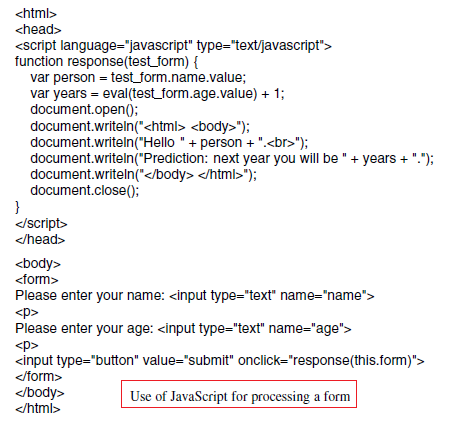 <html>
<head>
<script language="javascript" type="text/javascript">
function response(test_form) {
var person = test_form.name.value;
var years = eval(test_form.age.value) + 1;
document.open();
document.writeln("<html> <body>");
document.writeln("Hello " + person + ".<br>");
document.writeln("Prediction: next year you will be " + years + ".");
document.writeln("</body> </html>");
document.close();
}
</script>
</head>
<body>
<form>
Please enter your name: <input type="text" name="name">
<p>
Please enter your age: <input type="text" name="age">
<p>
<input type="button" value="submit" onclick="response(this.form)">
</form>
</body>
</html>
Use of JavaScript for processing a form